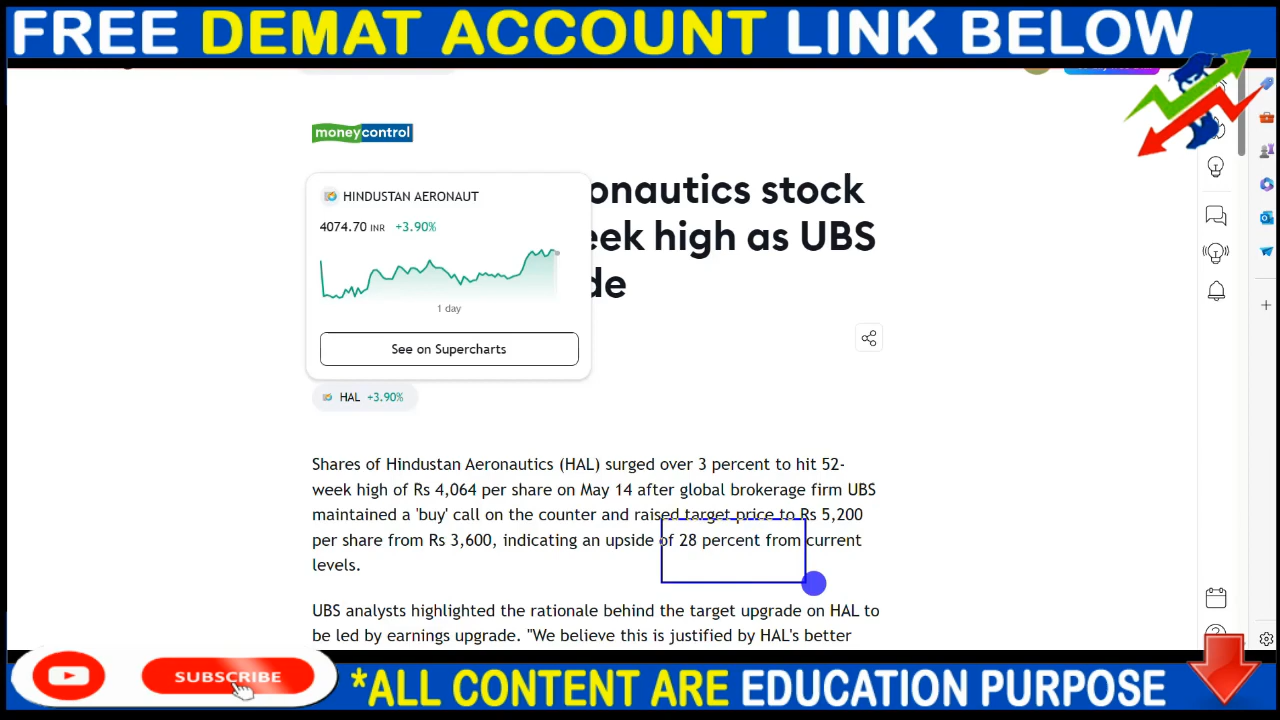 FREE DEMAT ACCOUNT LINK BELOW
moneycontrol
HINDUSTAN AERONAUT
4074.70 INR +3.90%
1 day
See on Supercharts
onautics stock
eek high as UBS
de
HAL +3.90%
Shares of Hindustan Aeronautics (HAL) surged over 3 percent to hit 52-
week high of Rs 4,064 per share on May 14 after global brokerage firm UBS
maintained a 'buy' call on the counter and raised target price to Rs 5,200
per share from Rs 3,600, indicating an upside of 28 percent from current
levels.
UBS analysts highlighted the rationale behind the target upgrade on HAL to
be led by earnings upgrade. "We believe this is justified by HAL's better
SUBSCRIBE
*ALL CONTENT ARE EDUCATION PURPOSE